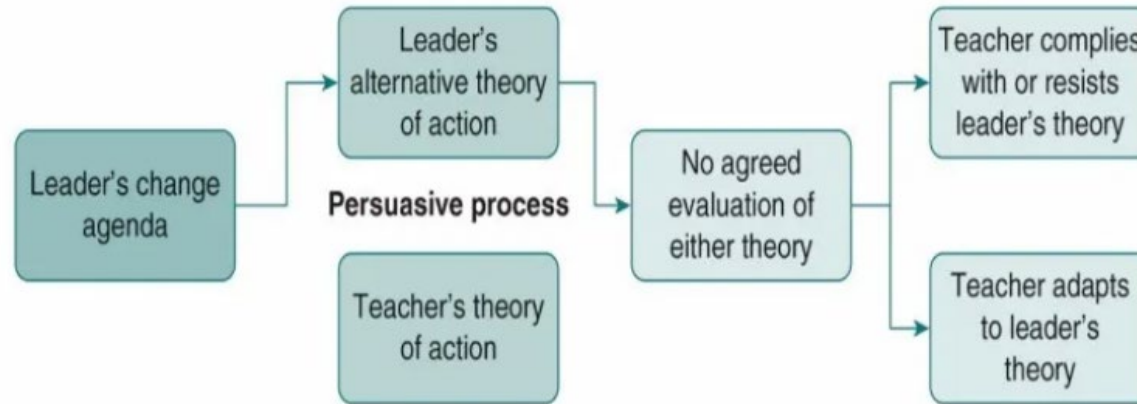 Leader's change
agenda
Leader's
alternative theory
of action
Persuasive process
Teacher's theory
of action
No agreed
evaluation of
either theory
Teacher complies
with or resists
leader's theory
Teacher adapts
to leader's
theory